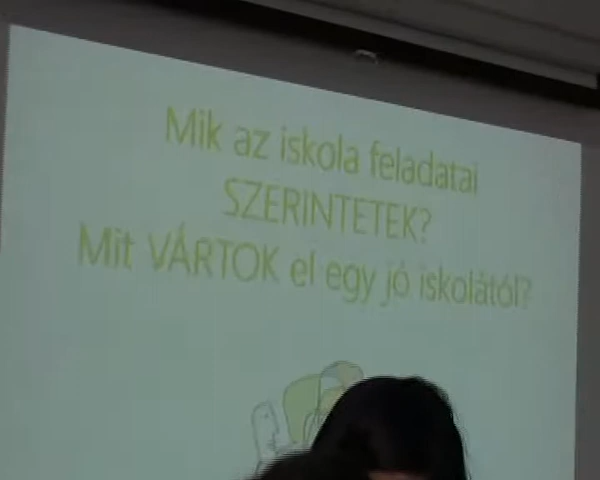 Mik az iskola feladatai
SZERINTETEK?
Mit VÁRTOK el egy jó iskolától?